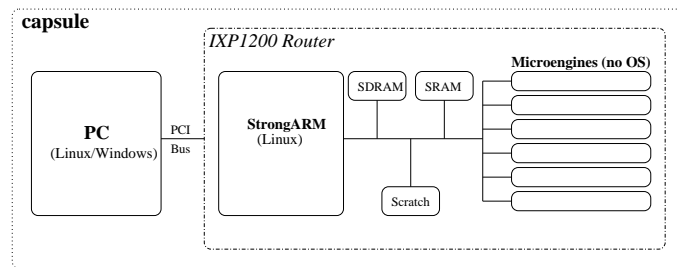 capsule
IXP1200 Router
Microengines (no OS)
SDRAM
SRAM
PC
(Linux/Windows)
PCI
Bus
StrongARM
(Linux)
Scratch